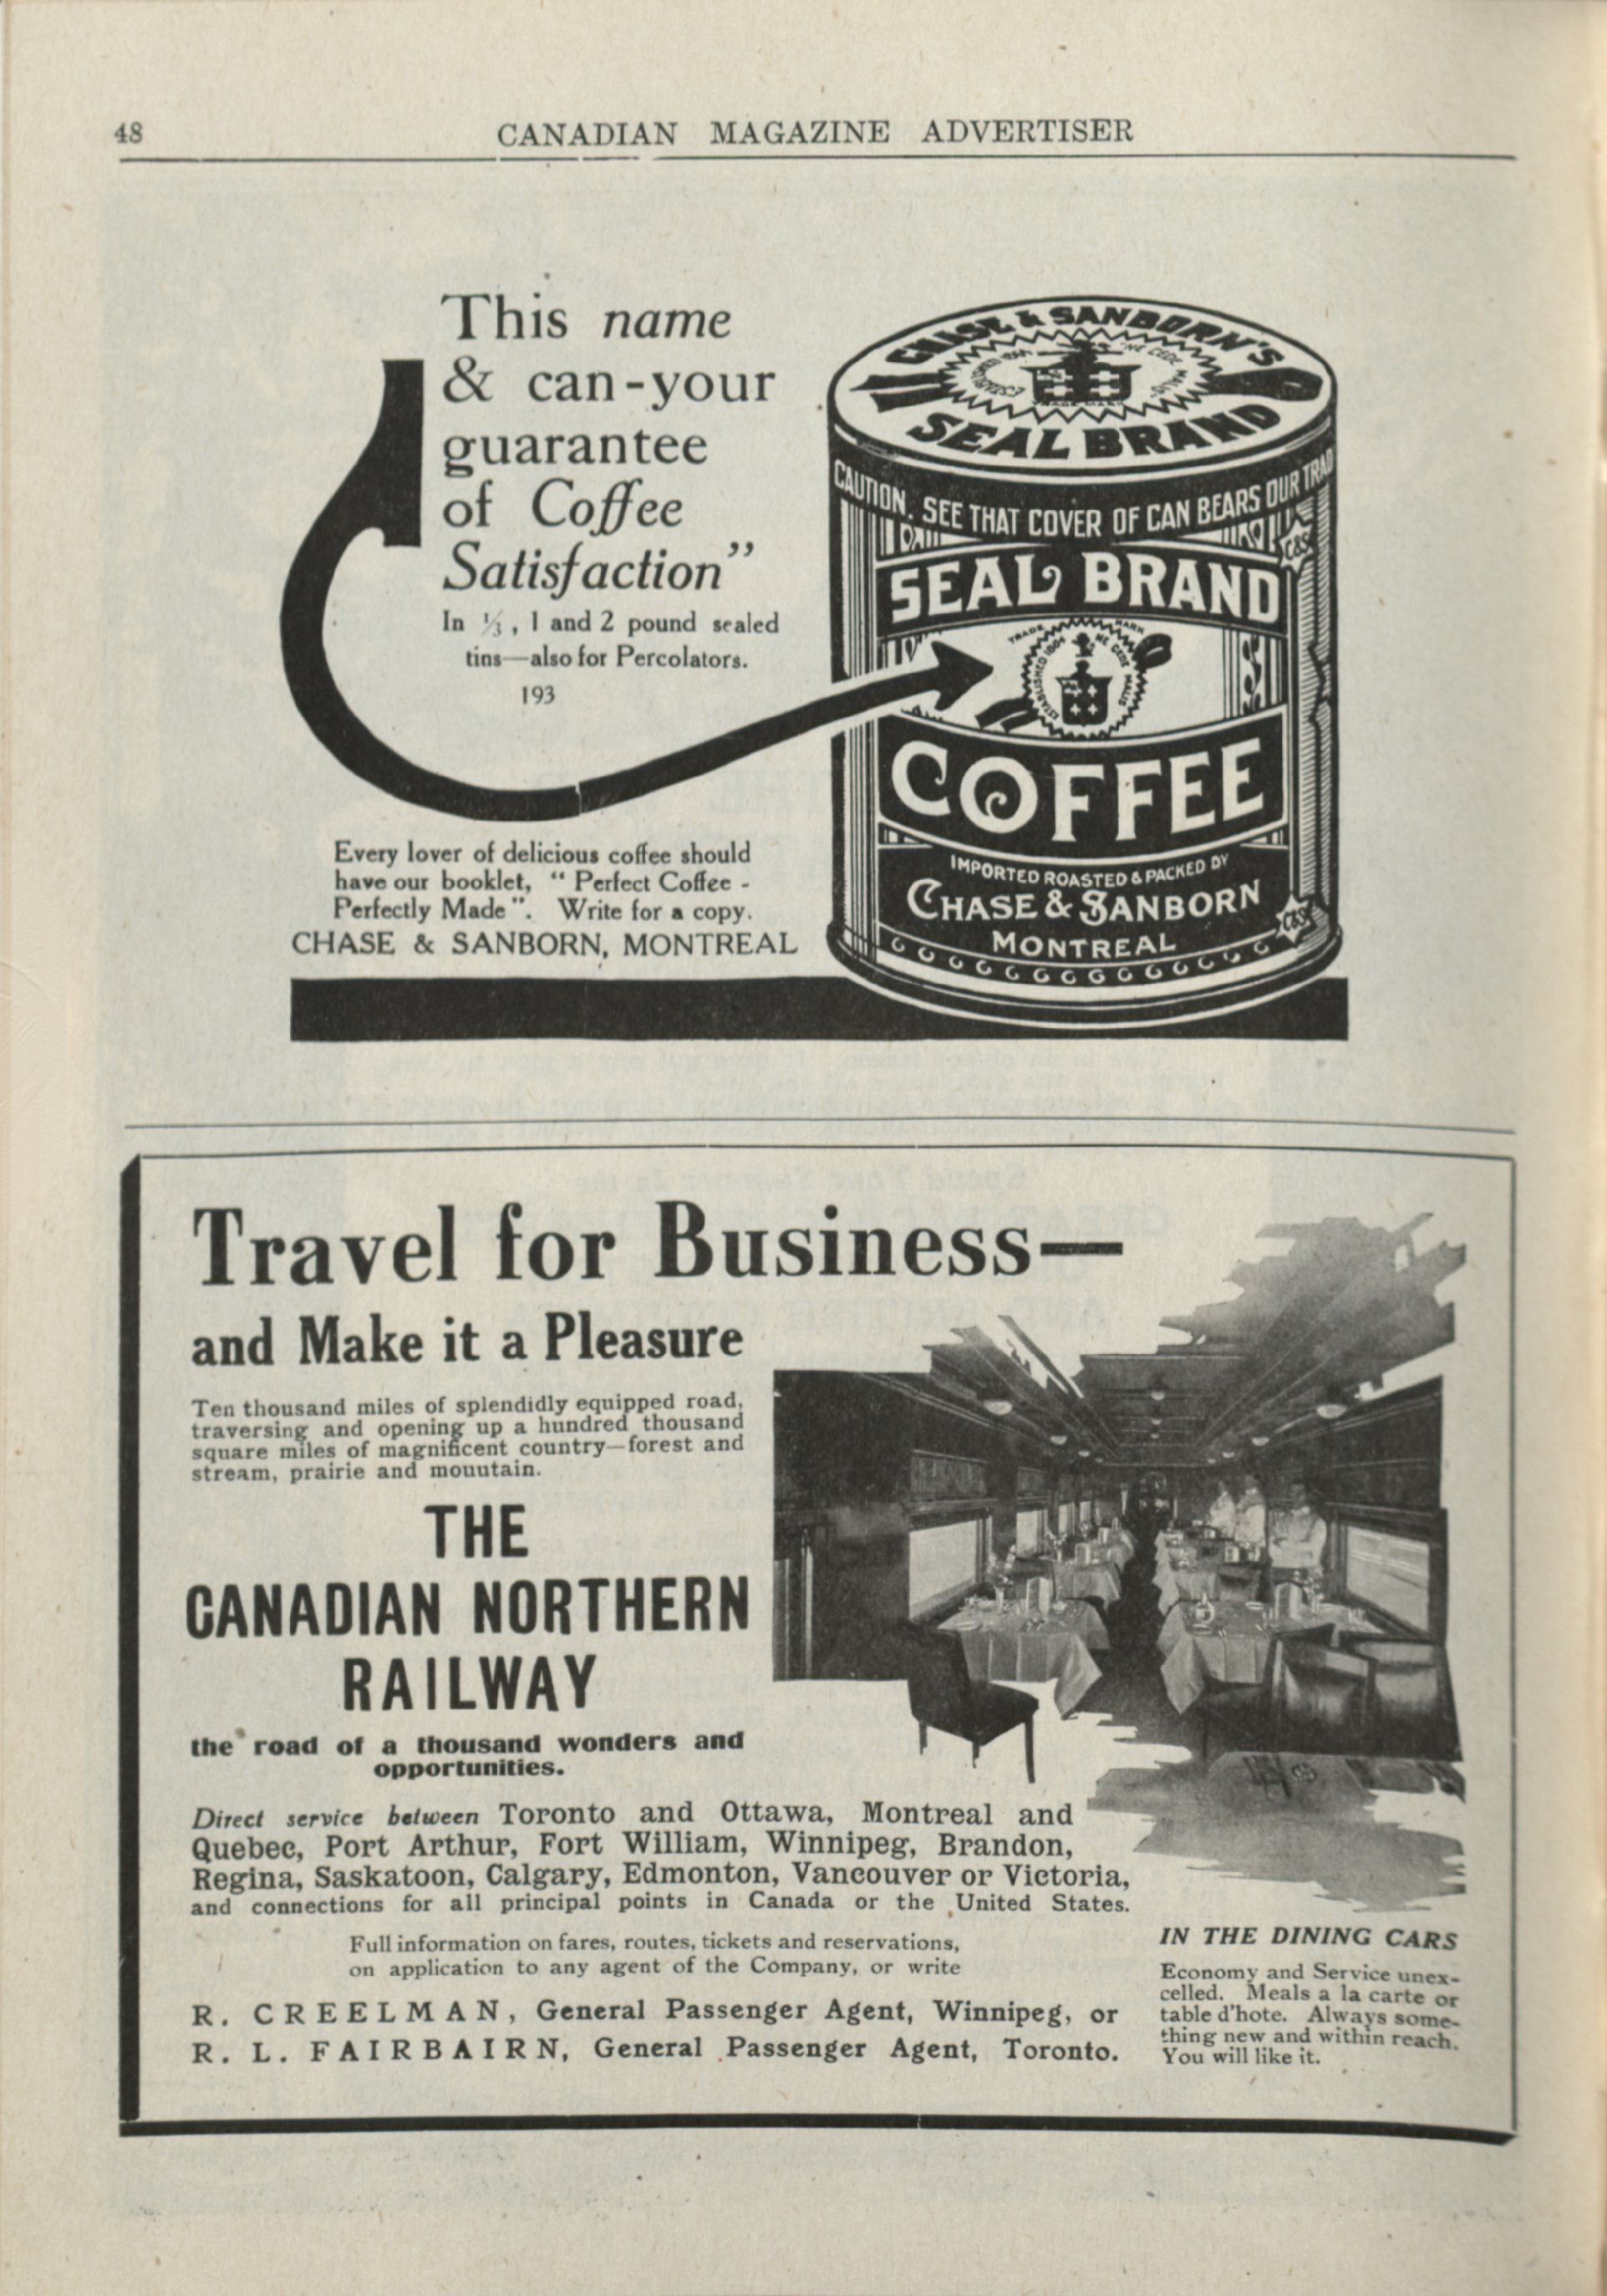 48
CANADIAN MAGAZINE ADVERTISER
This name
& can-your
guarantee
of Coffee
Satisfaction"
In ⅓, 1 and 2 pound sealed
tins—also for Percolators.
193
Every lover of delicious coffee should
have our booklet, " Perfect Coffee -
Perfectly Made ". Write for a copy.
CHASE & SANBORN, MONTREAL
CHASE & SANBORN'S
SEAL BRAND
CAUTION. SEE THAT COVER OF CAN BEARS OUR TRAD
C&S
SEAL BRAND
TRADE MARK
ESTABLISHED 1864 NE CEDE MALIS
COFFEE
IMPORTED ROASTED & PACKED BY
CHASE & SANBORN
MONTREAL
C&S
Travel for Business—
and Make it a Pleasure
Ten thousand miles of splendidly equipped road,
traversing and opening up a hundred thousand
square miles of magnificent country—forest and
stream, prairie and mouutain.
THE
CANADIAN NORTHERN
RAILWAY
the road of a thousand wonders and
opportunities.
Direct service between Toronto and Ottawa, Montreal and
Quebec, Port Arthur, Fort William, Winnipeg, Brandon,
Regina, Saskatoon, Calgary, Edmonton, Vancouver or Victoria,
and connections for all principal points in Canada or the United States.
Full information on fares, routes, tickets and reservations,
on application to any agent of the Company, or write
R. CREELMAN, General Passenger Agent, Winnipeg, or
R. L. FAIRBAIRN, General Passenger Agent, Toronto.
IN THE DINING CARS
Economy and Service unex-
celled. Meals a la carte or
table d'hote. Always some-
thing new and within reach.
You will like it.